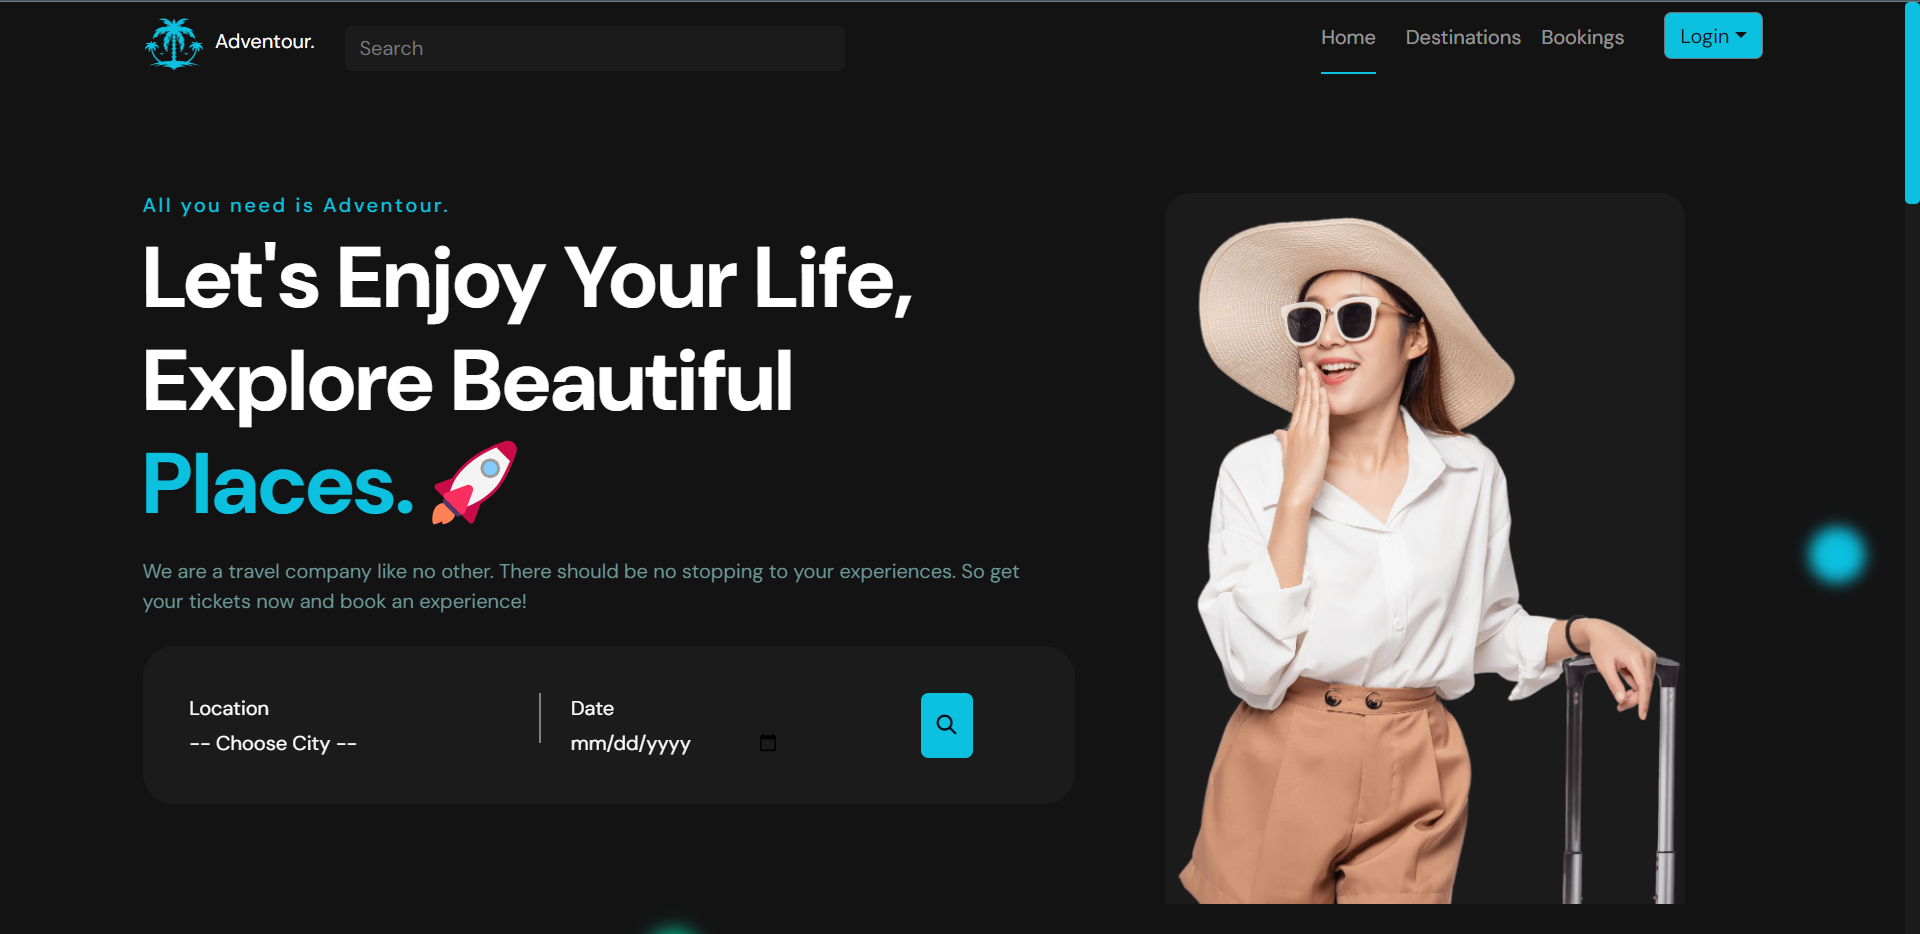 Adventour.
Search
Home
Destinations
Bookings
Login
All you need is Adventour.
Let's Enjoy Your Life,
Explore Beautiful
Places. 🚀
We are a travel company like no other. There should be no stopping to your experiences. So get
your tickets now and book an experience!
Location
-- Choose City --
Date
mm/dd/yyyy